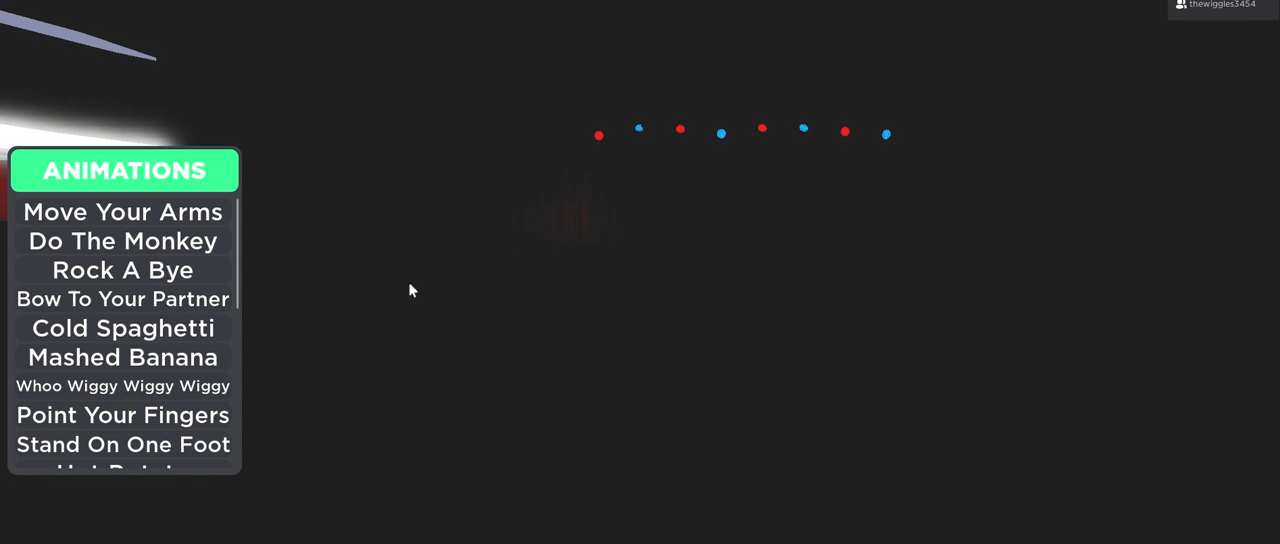 thewiggles3454
ANIMATIONS
Move Your Arms
Do The Monkey
Rock A Bye
Bow To Your Partner
Cold Spaghetti
Mashed Banana
Whoo Wiggy Wiggy Wiggy
Point Your Fingers
Stand On One Foot